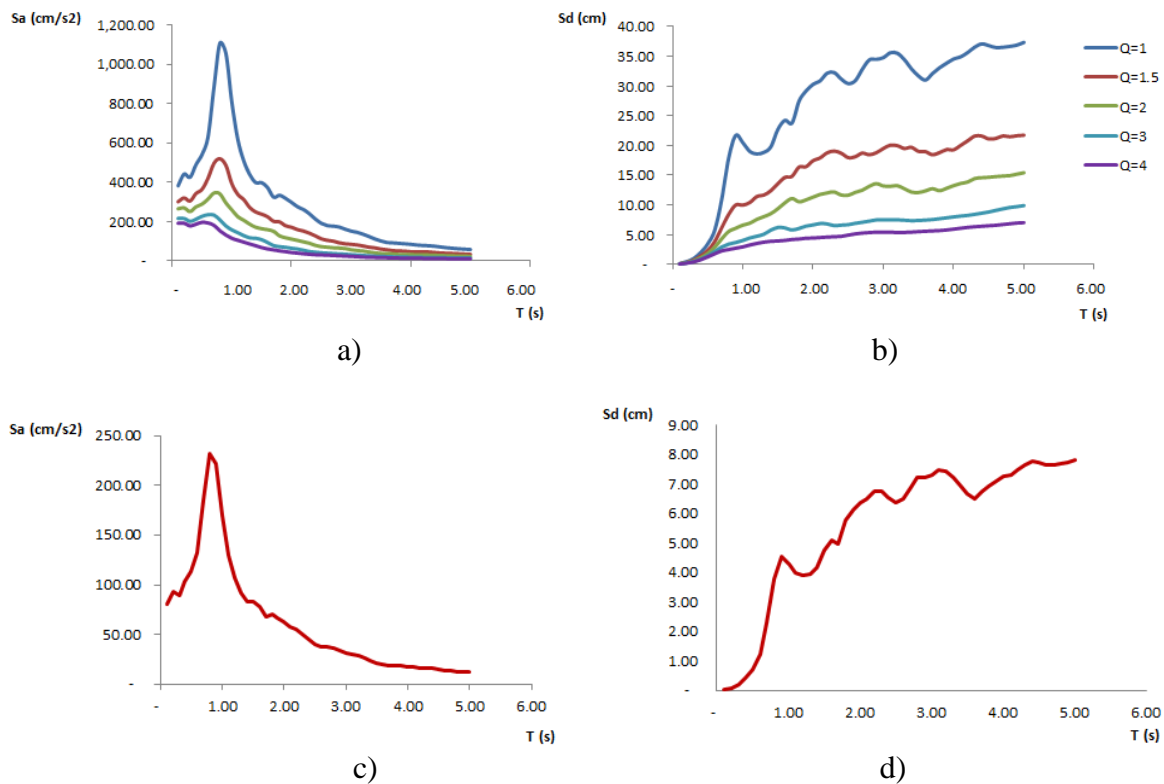 Sa (cm/s2)
1,200.00
1,000.00
800.00
600.00
400.00
200.00
-
- 1.00 2.00 3.00 4.00 5.00 6.00
T (s)
a)
Sd (cm)
40.00
35.00
30.00
25.00
20.00
15.00
10.00
5.00
-
- 1.00 2.00 3.00 4.00 5.00 6.00
T (s)
Q=1
Q=1.5
Q=2
Q=3
Q=4
b)
Sa (cm/s2)
250.00
200.00
150.00
100.00
50.00
-
- 1.00 2.00 3.00 4.00 5.00 6.00
T (s)
c)
Sd (cm)
9.00
8.00
7.00
6.00
5.00
4.00
3.00
2.00
1.00
-
- 1.00 2.00 3.00 4.00 5.00 6.00
T (s)
d)